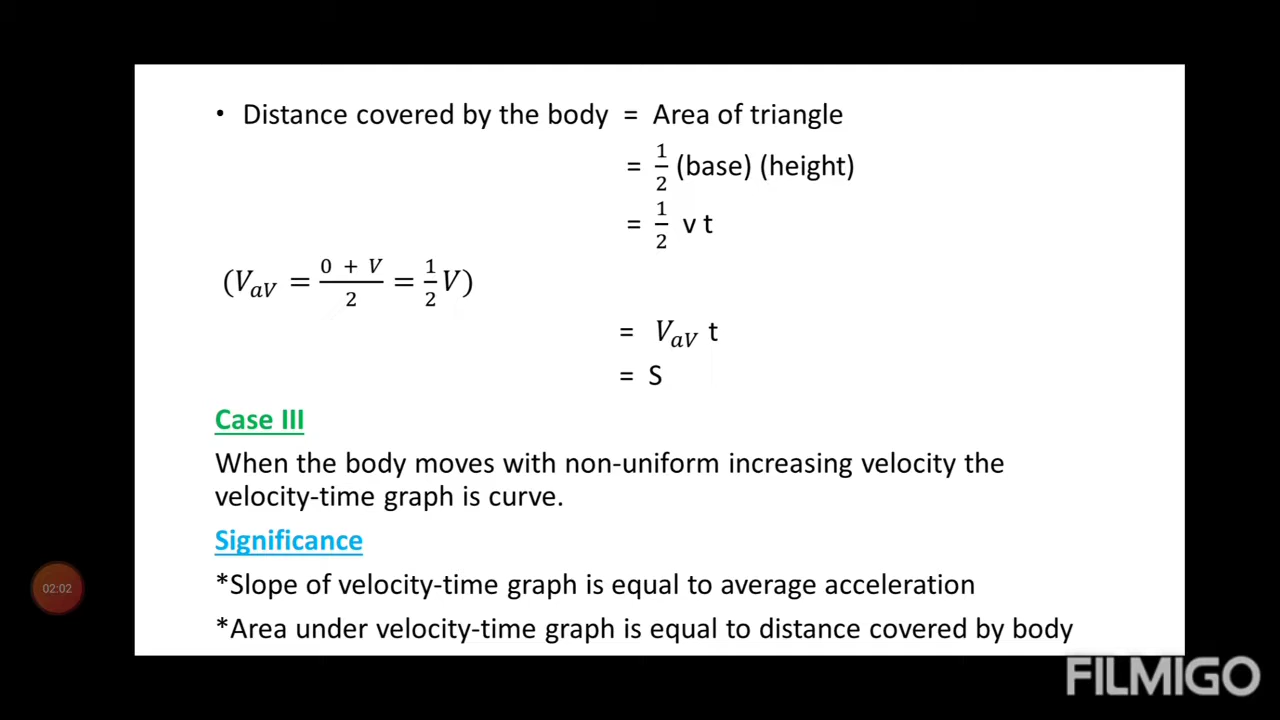 • Distance covered by the body = Area of triangle
= 1/2 (base) (height)
= 1/2 v t
(V_aV = (0 + V)/2 = 1/2 V)
= V_aV t
= S
Case III
When the body moves with non-uniform increasing velocity the
velocity-time graph is curve.
Significance
*Slope of velocity-time graph is equal to average acceleration
*Area under velocity-time graph is equal to distance covered by body
02:02
FILMIGO